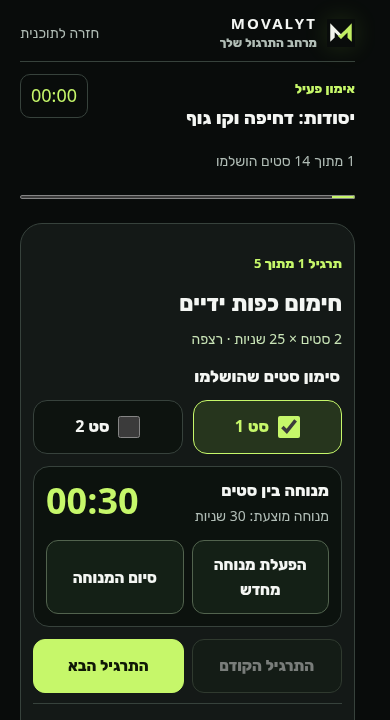 MOVALYT
מרחב התרגול שלך
חזרה לתוכנית
אימון פעיל
יסודות: דחיפה וקו גוף
00:00
1 מתוך 14 סטים הושלמו
תרגיל 1 מתוך 5
חימום כפות ידיים
2 סטים × 25 שניות · רצפה
סימון סטים שהושלמו
סט 1
סט 2
מנוחה בין סטים
מנוחה מוצעת: 30 שניות
00:30
הפעלת מנוחה
מחדש
סיום המנוחה
התרגיל הקודם
התרגיל הבא